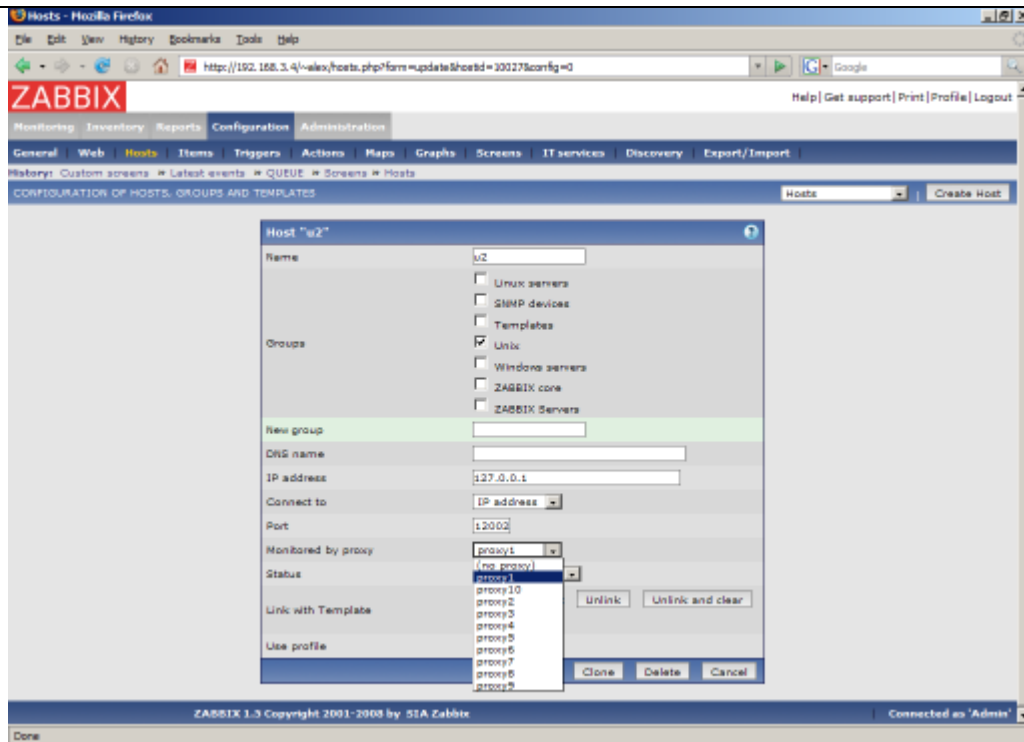 Hosts - Mozilla Firefox
File Edit View History Bookmarks Tools Help
http://192.168.3.4/~alex/hosts.php?form=update&hostid=10027&config=0 Google
ZABBIX
Help | Get support | Print | Profile | Logout
Monitoring Inventory Reports Configuration Administration
General Web Hosts Items Triggers Actions Maps Graphs Screens IT services Discovery Export/Import
History: Custom screens » Latest events » QUEUE » Screens » Hosts
CONFIGURATION OF HOSTS, GROUPS AND TEMPLATES Hosts | Create Host
Host "u2"
Name u2
Groups
Linux servers
SNMP devices
Templates
Unix
Windows servers
ZABBIX core
ZABBIX Servers
New group
DNS name
IP address 127.0.0.1
Connect to IP address
Port 12002
Monitored by proxy proxy1
(no proxy)
Status proxy1
proxy10
proxy2 Unlink Unlink and clear
Link with Template proxy3
proxy4
proxy5
Use profile proxy6
proxy7
proxy8 Clone Delete Cancel
proxy9
ZABBIX 1.5 Copyright 2001-2008 by SIA Zabbix Connected as 'Admin'
Done